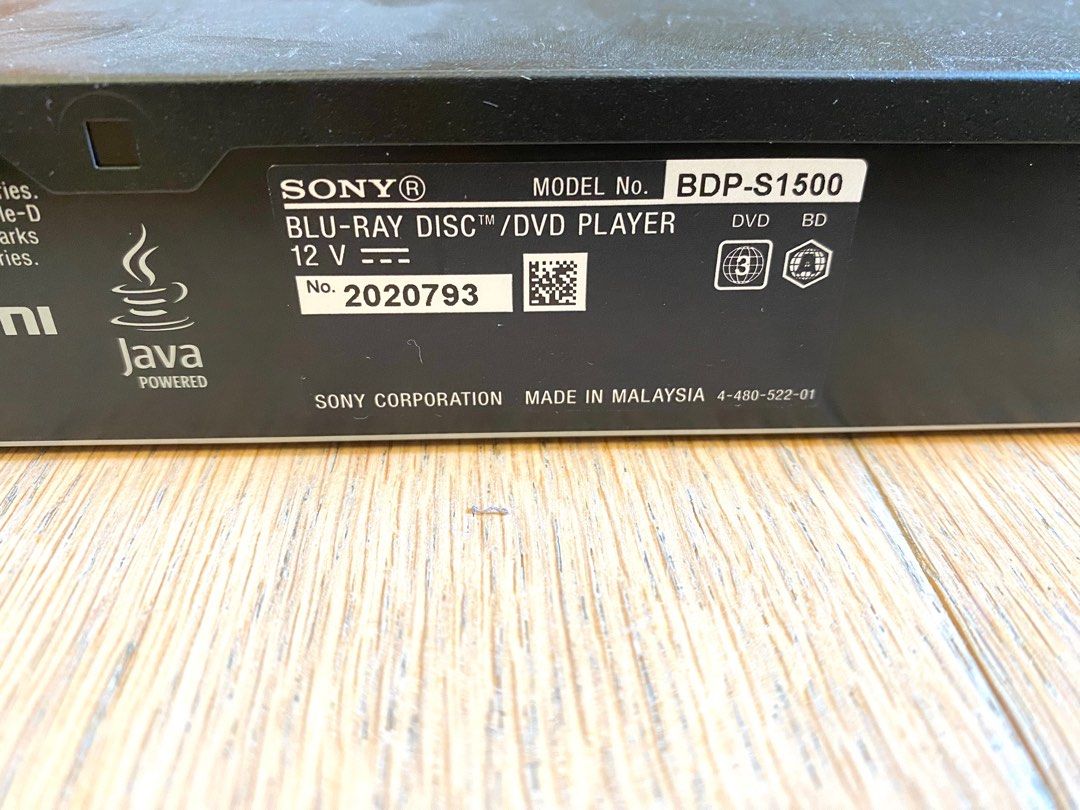 ries.
le-D
arks
ries.
mi
Java
POWERED
SONY® MODEL No. BDP-S1500
BLU-RAY DISC™/DVD PLAYER DVD BD
12 V
3
No. 2020793
SONY CORPORATION MADE IN MALAYSIA 4-480-522-01